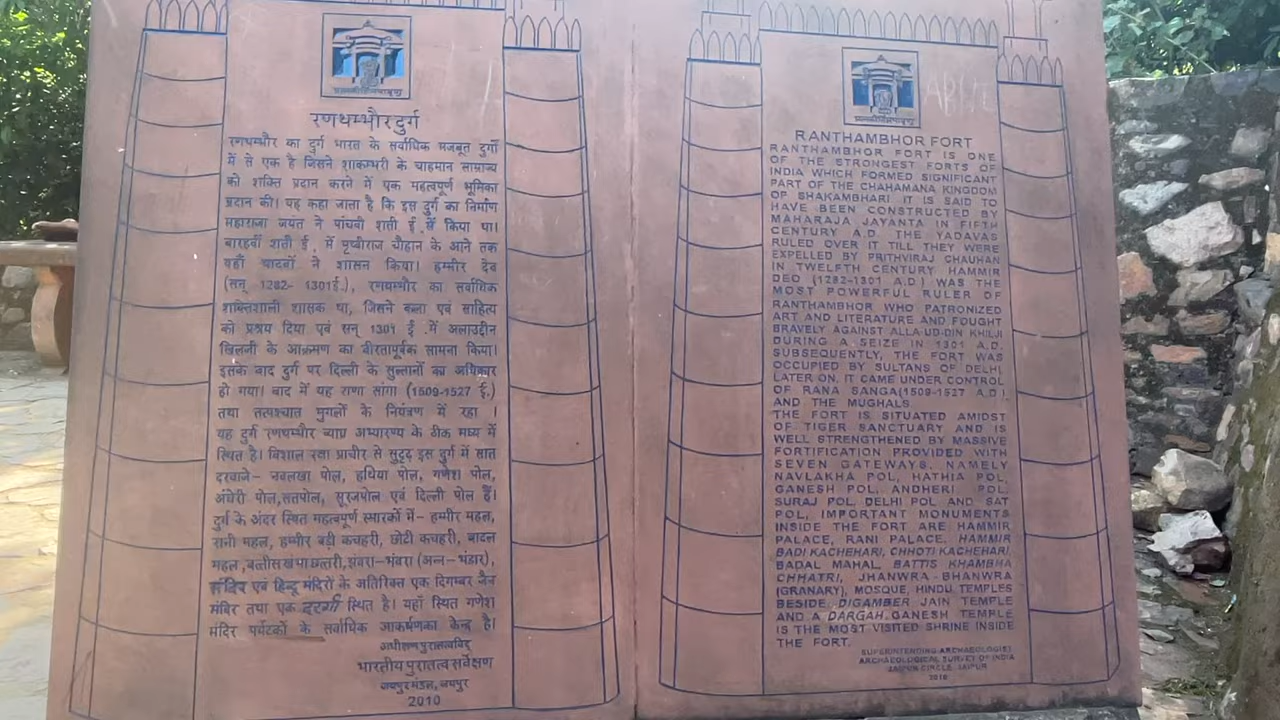 रणथम्भौर दुर्ग
रणथम्भौर का दुर्ग भारत के सर्वाधिक मजबूत दुर्गों
में से एक है जिसने शाकम्भरी के चाहमान साम्राज्य
को शक्ति प्रदान करने में एक महत्वपूर्ण भूमिका
प्रदान की। यह कहा जाता है कि इस दुर्ग का निर्माण
महाराजा जयंत ने पांचवी शती ई. में किया था।
बारहवीं शती ई. में पृथ्वीराज चौहान के आने तक
यहाँ यादवों ने शासन किया। हम्मीर देव
(सन् 1282- 1301ई.), रणथम्भौर का सर्वाधिक
शक्तिशाली शासक था, जिसने कला एवं साहित्य
को प्रश्रय दिया एवं सन् 1301 ई. में अलाउद्दीन
खिलजी के आक्रमण का वीरतापूर्वक सामना किया।
इसके बाद दुर्ग पर दिल्ली के सुल्तानों का अधिकार
हो गया। बाद में यह राणा सांगा (1509-1527 ई.)
तथा तत्पश्चात मुगलों के नियंत्रण में रहा ।
यह दुर्ग रणथम्भौर व्याघ्र अभ्यारण्य के ठीक मध्य में
स्थित है। विशाल रक्षा प्राचीर से सुदृढ़ इस दुर्ग में सात
दरवाजे- नवलखा पोल, हथिया पोल, गणेश पोल,
अंधेरी पोल,सतपोल, सूरजपोल एवं दिल्ली पोल हैं।
दुर्ग के अंदर स्थित महत्वपूर्ण स्मारकों में- हम्मीर महल,
रानी महल, हम्मीर बड़ी कचहरी, छोटी कचहरी, बादल
महल,बत्तीस खंभा छतरी,झंवरा-भंवरा (अन्न-भंडार),
मंदिर एवं हिन्दू मंदिरों के अतिरिक्त एक दिगम्बर जैन
मंदिर तथा एक दरगाह स्थित है। यहाँ स्थित गणेश
मंदिर पर्यटकों के सर्वाधिक आकर्षणका केन्द्र है।
अधीक्षण पुरातत्वविद्
भारतीय पुरातत्व सर्वेक्षण
जयपुर मंडल, जयपुर
2010
RANTHAMBHOR FORT
RANTHAMBHOR FORT IS ONE
OF THE STRONGEST FORTS OF
INDIA WHICH FORMED SIGNIFICANT
PART OF THE CHAHAMANA KINGDOM
OF SHAKAMBHARI IT IS SAID TO
HAVE BEEN CONSTRUCTED BY
MAHARAJA JAYANTA IN FIFTH
CENTURY A.D. THE YADAVAS
RULED OVER IT TILL THEY WERE
EXPELLED BY PRITHVIRAJ CHAUHAN
IN TWELFTH CENTURY HAMMIR
DEO (1282-1301 A.D.) WAS THE
MOST POWERFUL RULER OF
RANTHAMBHOR WHO PATRONIZED
ART AND LITERATURE AND FOUGHT
BRAVELY AGAINST ALLA-UD-DIN KHILJI
DURING A SEIZE IN 1301 A.D.
SUBSEQUENTLY, THE FORT WAS
OCCUPIED BY SULTANS OF DELHI
LATER ON, IT CAME UNDER CONTROL
OF RANA SANGA(1509-1527 A.D)
AND THE MUGHALS.
THE FORT IS SITUATED AMIDST
OF TIGER SANCTUARY AND IS
WELL STRENGTHENED BY MASSIVE
FORTIFICATION PROVIDED WITH
SEVEN GATEWAYS, NAMELY
NAVLAKHA POL, HATHIA POL,
GANESH POL, ANDHERI POL,
SURAJ POL, DELHI POL AND SAT
POL, IMPORTANT MONUMENTS
INSIDE THE FORT ARE HAMMIR
PALACE, RANI PALACE, HAMMIR
BADI KACHEHARI, CHHOTI KACHEHARI,
BADAL MAHAL, BATTIS KHAMBHA
CHHATRI, JHANWRA-BHANWRA
(GRANARY), MOSQUE, HINDU TEMPLES
BESIDE DIGAMBER JAIN TEMPLE
AND A DARGAH. GANESH TEMPLE
IS THE MOST VISITED SHRINE INSIDE
THE FORT.
SUPERINTENDING ARCHAEOLOGIST
ARCHAEOLOGICAL SURVEY OF INDIA
JAIPUR CIRCLE, JAIPUR
2010